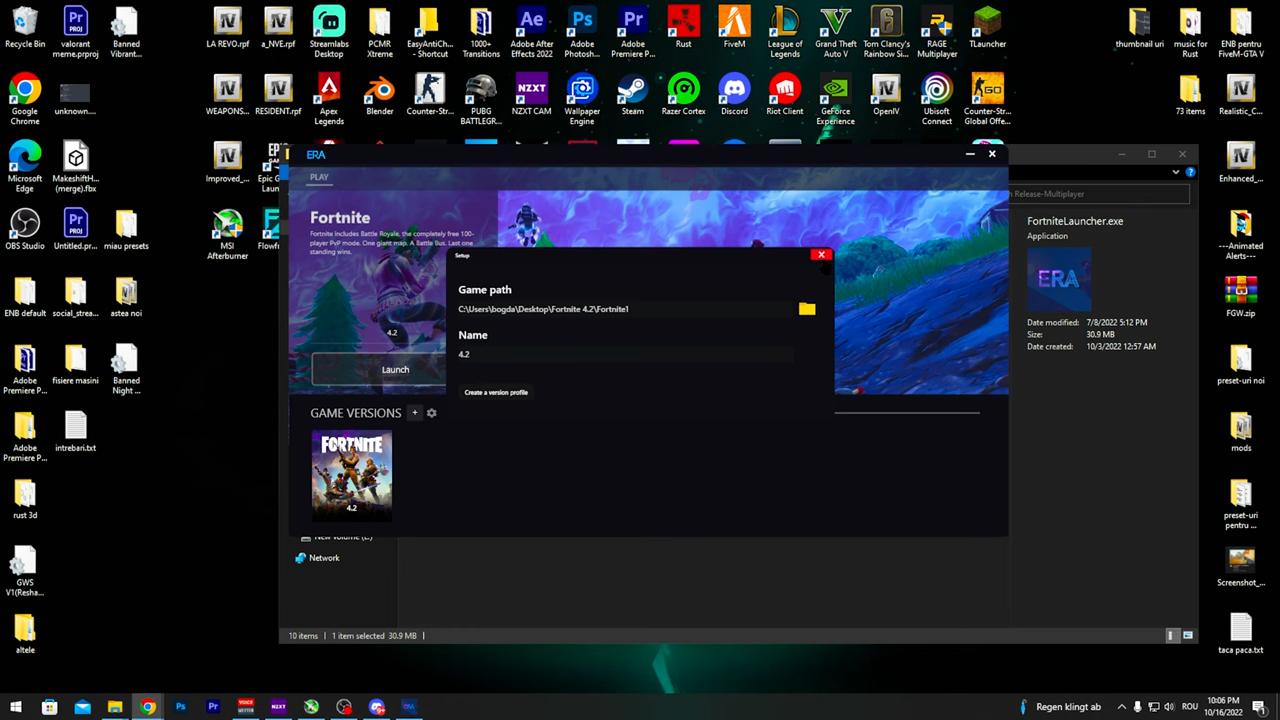 Recycle Bin
valorant meme.prproj
Banned Vibrant...
LA REVO.rpf
a_NVE.rpf
Streamlabs Desktop
PCMR Xtreme
EasyAntiCh... - Shortcut
1000+ Transitions
Adobe After Effects 2022
Adobe Photosh...
Adobe Premiere P...
Rust
FiveM
League of Legends
Grand Theft Auto V
Tom Clancy's Rainbow Si...
RAGE Multiplayer
TLauncher
thumbnail uri
music for Rust
ENB pentru FiveM-GTA V
Google Chrome
unknown....
WEAPONS...
RESIDENT.rpf
Apex Legends
Blender
Counter-Str...
PUBG BATTLEGR...
NZXT CAM
Wallpaper Engine
Steam
Razer Cortex
Discord
Riot Client
GeForce Experience
OpenIV
Ubisoft Connect
Counter-Str... Global Offe...
73 items
Realistic_C...
Microsoft Edge
MakeshiftH... (merge).fbx
Improved_...
Epic G
Laun
Enhanced_...
OBS Studio
Untitled.pr...
miau presets
MSI Afterburner
Flowfr
---Animated Alerts---
ENB default
social_strea...
astea noi
FGW.zip
Adobe Premiere P...
fisiere masini
Banned Night ...
preset-uri noi
Adobe Premiere P...
intrebari.txt
mods
rust 3d
preset-uri pentru ...
GWS V1(Resha...
Screenshot_...
altele
taca paca.txt
ERA
PLAY
Fortnite
Fortnite includes Battle Royale, the completely free 100-
player PvP mode. One giant map. A Battle Bus. Last one
standing wins.
4.2
Launch
GAME VERSIONS +
FORTNITE
4.2
Setup
Game path
C:\Users\bogda\Desktop\Fortnite 4.2\Fortnite1
Name
4.2
Create a version profile
h Release-Multiplayer
FortniteLauncher.exe
Application
ERA
Date modified: 7/8/2022 5:12 PM
Size: 30.9 MB
Date created: 10/3/2022 12:57 AM
New Volume (E:)
Network
10 items
1 item selected 30.9 MB
Regen klingt ab
ROU
10:06 PM
10/16/2022